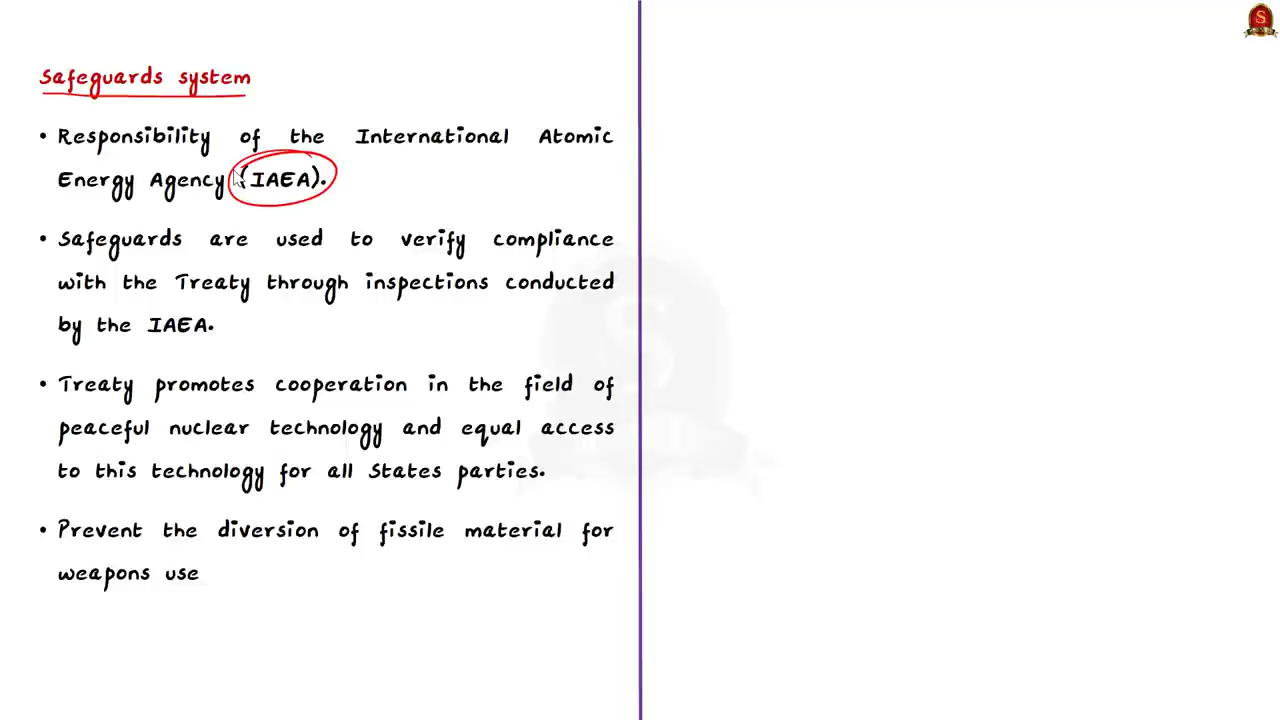 Safeguards system
• Responsibility of the International Atomic
Energy Agency (IAEA).
• Safeguards are used to verify compliance
with the Treaty through inspections conducted
by the IAEA.
• Treaty promotes cooperation in the field of
peaceful nuclear technology and equal access
to this technology for all States parties.
• Prevent the diversion of fissile material for
weapons use